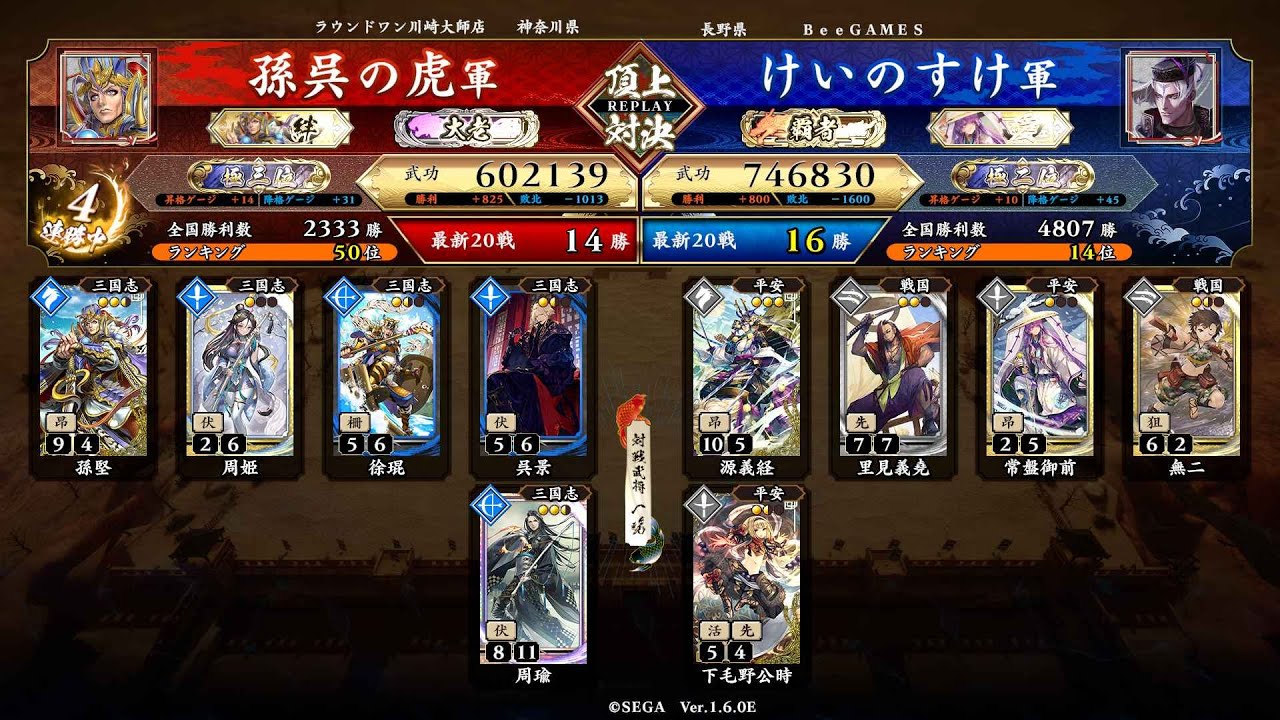 ラウンドワン川崎大師店 神奈川県
長野県 BeeGAMES
孫呉の虎軍
頂上
REPLAY
対決
けいのすけ軍
絆
大老
覇者
極三位
武功 602139
昇格ゲージ +14 降格ゲージ +31
勝利 +825 敗北 -1013
武功 746830
勝利 +800 敗北 -1600
極二位
昇格ゲージ +10 降格ゲージ +45
4
連勝中
全国勝利数 2333勝
ランキング 50位
最新20戦 14勝
最新20戦 16勝
全国勝利数 4807勝
ランキング 14位
三国志
昂
9 4
孫堅
三国志
伏
2 6
周姫
三国志
柵
5 6
徐琨
三国志
伏
5 6
呉景
平安
昂
10 5
源義経
戦国
先
7 7
里見義堯
平安
昂
2 5
常盤御前
戦国
狙
6 2
無二
対戦武将一覧
三国志
伏
8 11
周瑜
平安
活 先
5 4
下毛野公時
©SEGA Ver.1.6.0E